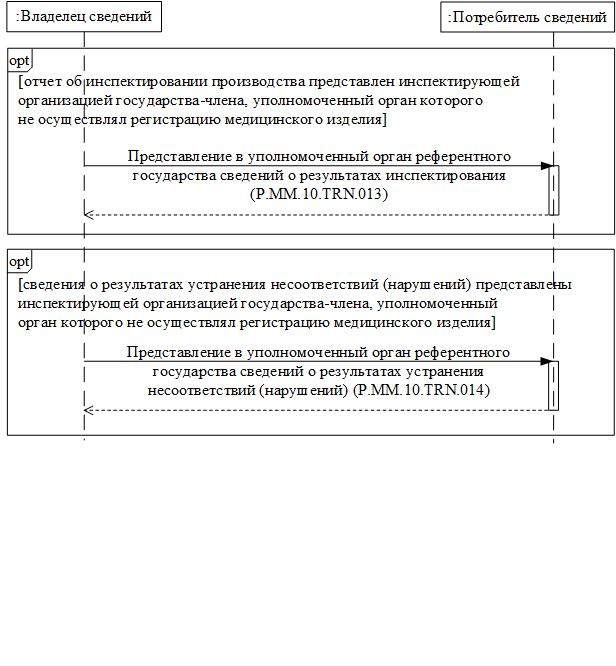 :Владелец сведений
:Потребитель сведений
opt
[отчет об инспектировании производства представлен инспектирующей
организацией государства-члена, уполномоченный орган которого
не осуществлял регистрацию медицинского изделия]
Представление в уполномоченный орган референтного
государства сведений о результатах инспектирования
(P.MM.10.TRN.013)
opt
[сведения о результатах устранения несоответствий (нарушений) представлены
инспектирующей организацией государства-члена, уполномоченный
орган которого не осуществлял регистрацию медицинского изделия]
Представление в уполномоченный орган референтного
государства сведений о результатах устранения
несоответствий (нарушений) (P.MM.10.TRN.014)